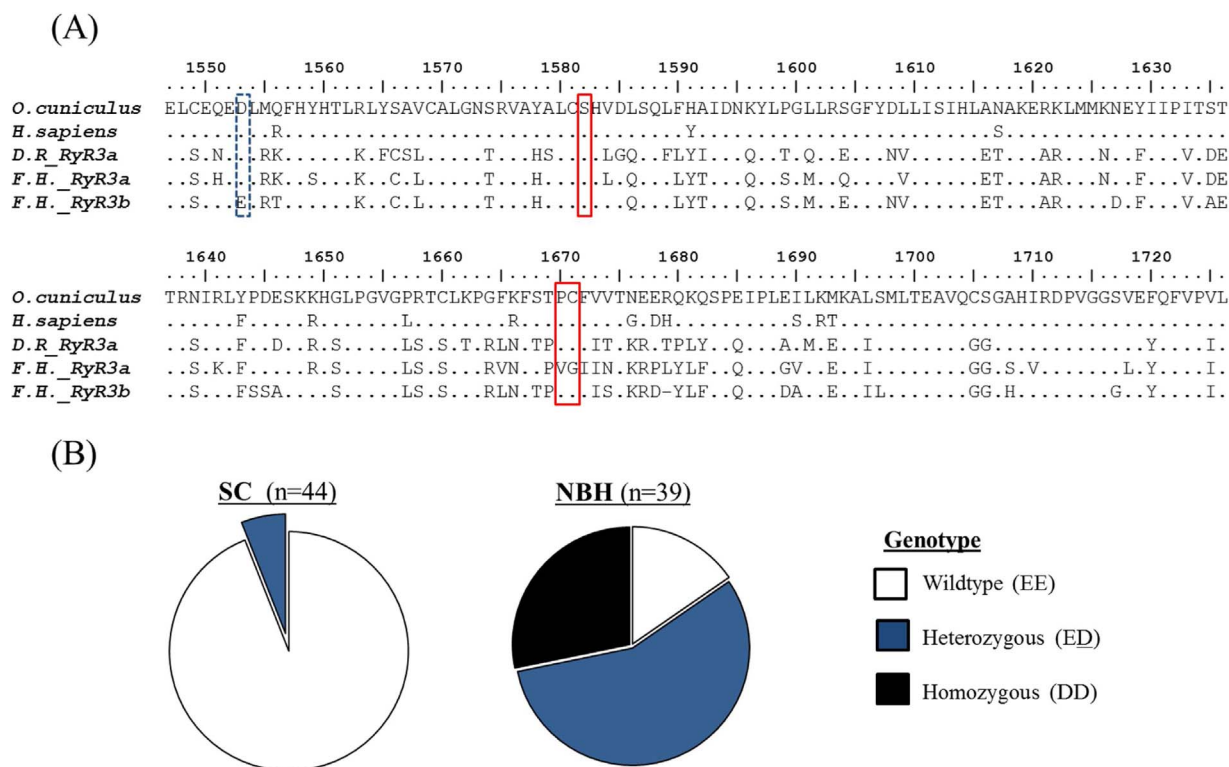 (A)
1550 1560 1570 1580 1590 1600 1610 1620 1630
O.cuniculus ELCEQEDLMQFHYHTLRLYSAVCALGNSRVAYALCSHVDLSQLFHAIDNKYLPGLLRSGFYDLLISIHLANAKERKLMMKNEYIIPITST
H.sapiens .........R..................................Y.........................S...................
D.R_RyR3a ..S.N...RK......K.FCSL.....T...HS....LGQ..FLYI...Q..T.Q..E...NV......ET...AR...N..F...V.DE
F.H._RyR3a ..S.H...RK..S...K..C.L.....T...H.....L.Q...LYT...Q..S.M..Q....V......ET...AR...N..F...V.DE
F.H._RyR3b ..S...E.RT......K..C.L.....T...H.......Q...LYT...Q..S.M..E...NV......ET...AR....D.F...V.AE
1640 1650 1660 1670 1680 1690 1700 1710 1720
O.cuniculus TRNIRLYPDESKKHGLPGVGPRTCLKPGFKFSTPCFVVTNEERQKQSPEIPLEILKMKALSMLTEAVQCSGAHIRDPVGGSVEFQFVPVL
H.sapiens ......F.....R.......L........R.........G.DH..........I.RT.................................
D.R_RyR3a ..S...F..D..R.S.....LS.S.T.RLN.TP...IT.KR.TPLY..Q...A.M.E..I........GG.............Y....I.
F.H._RyR3a ..S.K.F.....R.S.....LS.S...RVN..PVGIIN.KRPLYLF..Q...GV..E..I........GG.S.V.......L.Y....I.
F.H._RyR3b ..S...FSSA....S.....LS.S...RLN.TP...IS.KRD-YLF..Q...DA..E..IL.......GG.H........G..Y....I.
(B)
SC (n=44)
NBH (n=39)
Genotype
Wildtype (EE)
Heterozygous (ED)
Homozygous (DD)